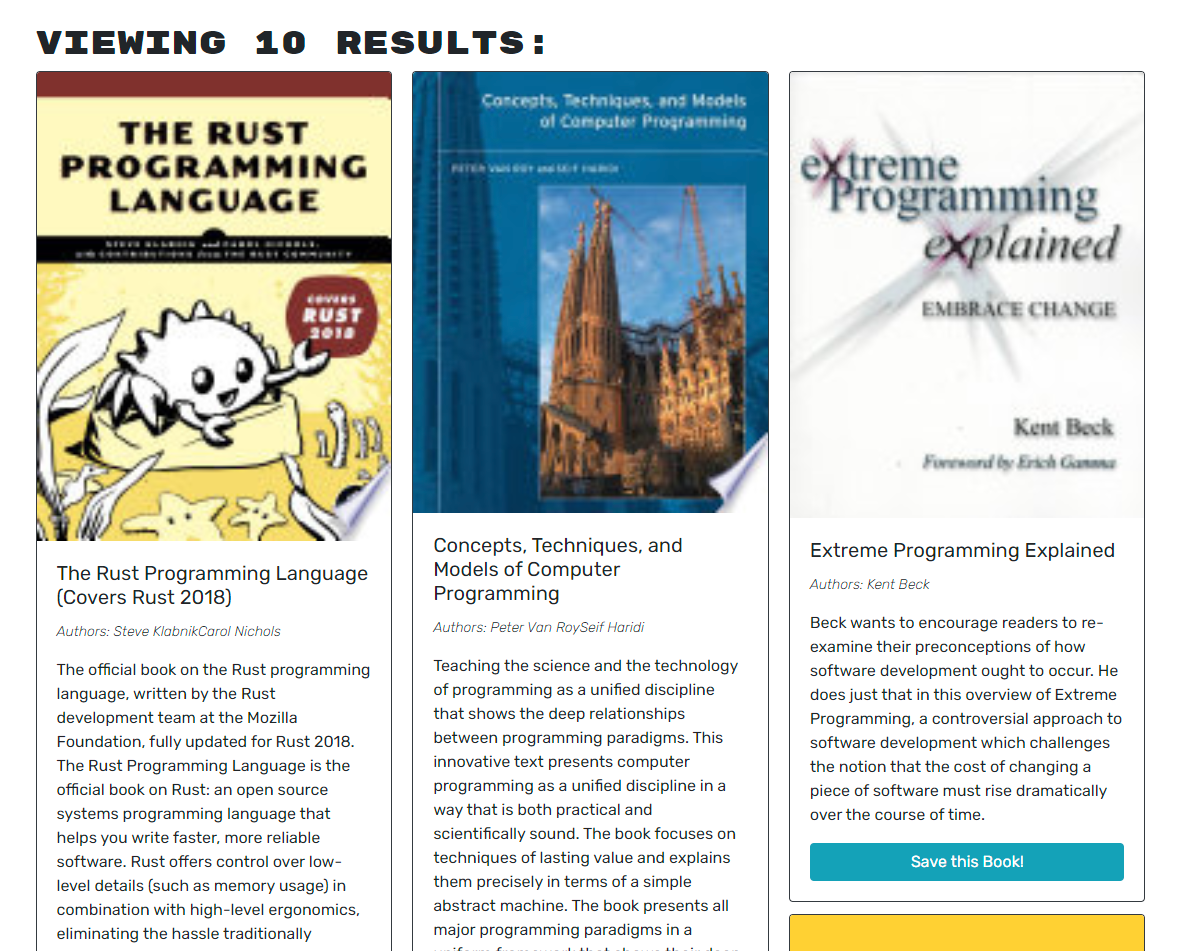 VIEWING 10 RESULTS:
THE RUST
PROGRAMMING
LANGUAGE
STEVE KLABNIK and CAROL NICHOLS,
with CONTRIBUTIONS from THE RUST COMMUNITY
COVERS
RUST
2018
The Rust Programming Language
(Covers Rust 2018)
Authors: Steve KlabnikCarol Nichols
The official book on the Rust programming
language, written by the Rust
development team at the Mozilla
Foundation, fully updated for Rust 2018.
The Rust Programming Language is the
official book on Rust: an open source
systems programming language that
helps you write faster, more reliable
software. Rust offers control over low-
level details (such as memory usage) in
combination with high-level ergonomics,
eliminating the hassle traditionally
Concepts, Techniques, and Models
of Computer Programming
PETER VAN ROY and SEIF HARIDI
Concepts, Techniques, and
Models of Computer
Programming
Authors: Peter Van RoySeif Haridi
Teaching the science and the technology
of programming as a unified discipline
that shows the deep relationships
between programming paradigms. This
innovative text presents computer
programming as a unified discipline in a
way that is both practical and
scientifically sound. The book focuses on
techniques of lasting value and explains
them precisely in terms of a simple
abstract machine. The book presents all
major programming paradigms in a
uniform framework that shows their deep
extreme
Programming
explained
EMBRACE CHANGE
Kent Beck
Foreword by Erich Gamma
Extreme Programming Explained
Authors: Kent Beck
Beck wants to encourage readers to re-
examine their preconceptions of how
software development ought to occur. He
does just that in this overview of Extreme
Programming, a controversial approach to
software development which challenges
the notion that the cost of changing a
piece of software must rise dramatically
over the course of time.
Save this Book!